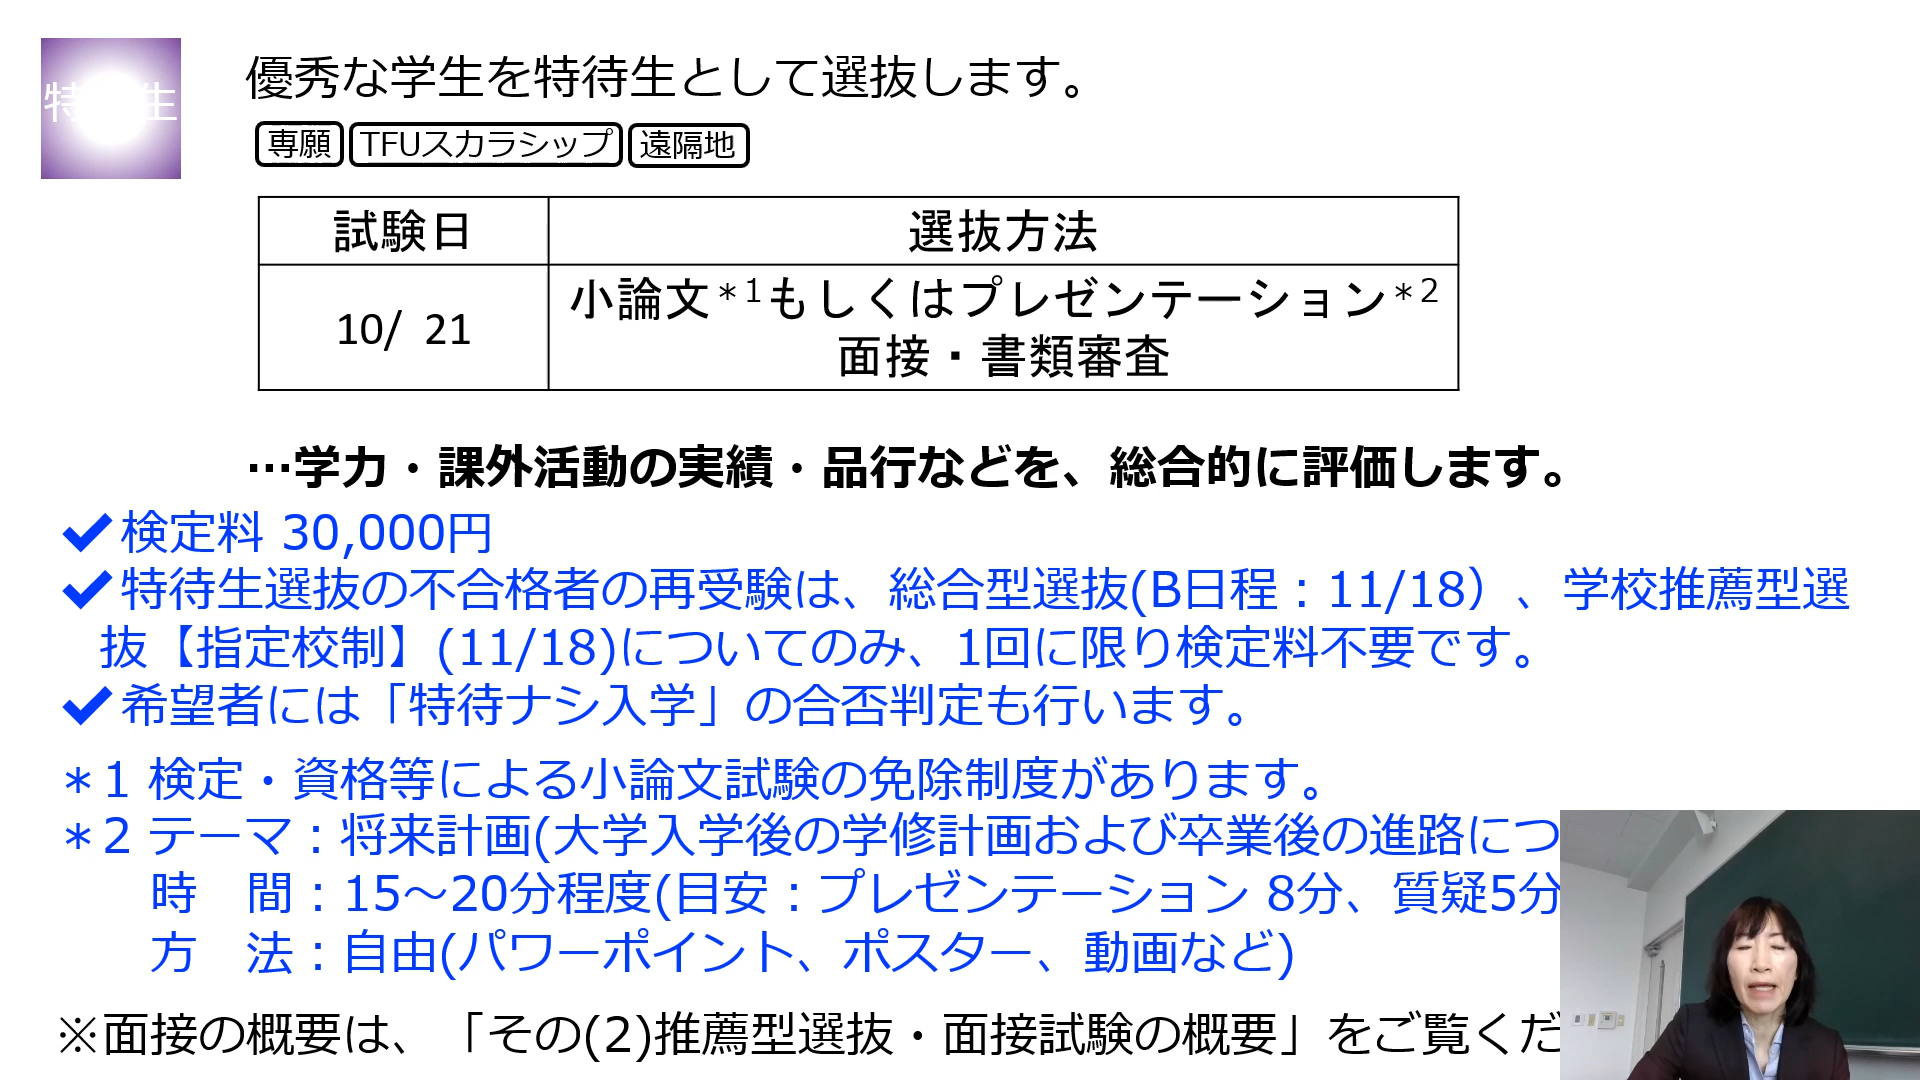 特 生
優秀な学生を特待生として選抜します。
専願 TFUスカラシップ 遠隔地
試験日 選抜方法
10/ 21 小論文＊1もしくはプレゼンテーション＊2
面接・書類審査
…学力・課外活動の実績・品行などを、総合的に評価します。
✔検定料 30,000円
✔特待生選抜の不合格者の再受験は、総合型選抜(B日程：11/18）、学校推薦型選
抜【指定校制】(11/18)についてのみ、1回に限り検定料不要です。
✔希望者には「特待ナシ入学」の合否判定も行います。
＊1 検定・資格等による小論文試験の免除制度があります。
＊2 テーマ：将来計画(大学入学後の学修計画および卒業後の進路につ
時　間：15～20分程度(目安：プレゼンテーション 8分、質疑5分
方　法：自由(パワーポイント、ポスター、動画など)
※面接の概要は、「その(2)推薦型選抜・面接試験の概要」をご覧くだ